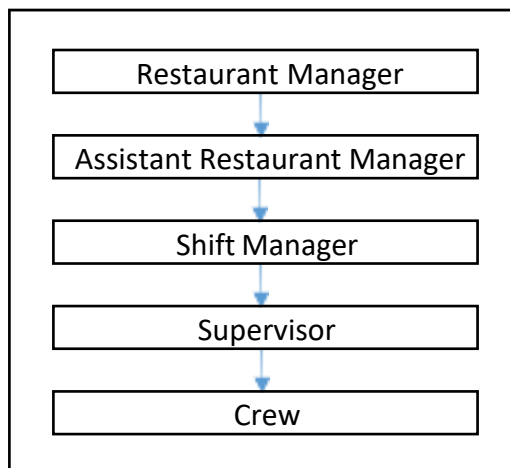 Restaurant Manager
Assistant Restaurant Manager
Shift Manager
Supervisor
Crew